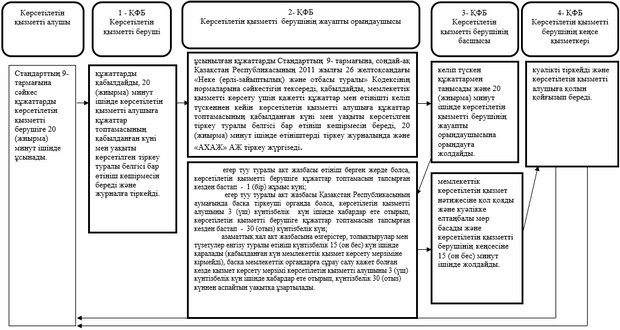 Көрсетілетін
қызметті алушы
1 - ҚФБ
Көрсетілетін
қызметті беруші
2- ҚФБ
Көрсетілетін қызметті берушінің жауапты орындаушысы
3- ҚФБ
Көрсетілетін
қызметті берушінің
басшысы
4- ҚФБ
Көрсетілетін қызметті
берушінің кеңсе
қызметкері
Стандарттың 9-
тармағына
сәйкес
құжаттарды
көрсетілетін
қызметті
берушіге 20
(жиырма)
минут ішінде
ұсынады.
құжаттарды
қабылдайды, 20
(жиырма) минут
ішінде көрсетілетін
қызметті алушыға
құжаттар
топтамасының
қабылданған күні
мен уақыты
көрсетілген тіркеу
туралы белгісі бар
өтініш көшірмесін
береді және
журналға тіркейді.
ұсынылған құжаттарды Стандарттың 9- тармағына, сондай-ақ
Қазақстан Республикасының 2011 жылғы 26 желтоқсандағы
«Неке (ерлі-зайыптылық) және отбасы туралы» Кодексінің
нормаларына сәйкестігін тексереді, қабылдайды, мемлекеттік
қызметті көрсету үшін қажетті құжаттар мен өтінішті келіп
түскеннен кейін көрсетілетін қызметті алушыға құжаттар
топтамасының қабылданған күні мен уақыты көрсетілген
тіркеу туралы белгісі бар өтініш көшірмесін береді, 20
(жиырма) минут ішінде өтініштерді тіркеу журналында және
«АХАЖ» АЖ тіркеу жүргізеді.
егер туу туралы акт жазбасы өтініш берген жерде болса,
көрсетілетін қызметті берушіге құжаттар топтамасын тапсырған
кезден бастап - 1 (бір) жұмыс күні;
егер туу туралы акт жазбасы Қазақстан Республикасының
аумағында басқа тіркеуші органда болса, көрсетілетін қызметті
алушыны 3 (үш) күнтізбелік күн ішінде хабардар ете отырып,
көрсетілетін қызметті берушіге құжаттар топтамасын тапсырған
кезден бастап - 30 (отыз) күнтізбелік күн;
азаматтық хал акт жазбасына өзгерістер, толықтырулар мен
түзетулер енгізу туралы өтініш күнтізбелік 15 (он бес) күн ішінде
қаралады (қабылданған күн мемлекеттік қызмет көрсету мерзіміне
кірмейді), басқа мемлекеттік органдарға сұрау салу қажет болған
кезде қызмет көрсету мерзімі көрсетілетін қызметті алушыны 3 (үш)
күнтізбелік күн ішінде хабардар ете отырып, күнтізбелік 30 (отыз)
күннен аспайтын уақытқа ұзартылады.
келіп түскен
құжаттармен
танысады және 20
(жиырма) минут
ішінде көрсетілетін
қызметті берушінің
жауапты
орындаушысына
орындауға
жолдайды.
мемлекеттік
көрсетілетін қызмет
нәтижесіне қол қояды
және куәлікке
елтаңбалы мөр
басады және
көрсетілетін қызметті
берушінің кеңсесіне
15 (он бес) минут
ішінде жолдайды.
куәлікті тіркейді және
көрсетілетін қызметті
алушыға қолын
қойғызып береді.